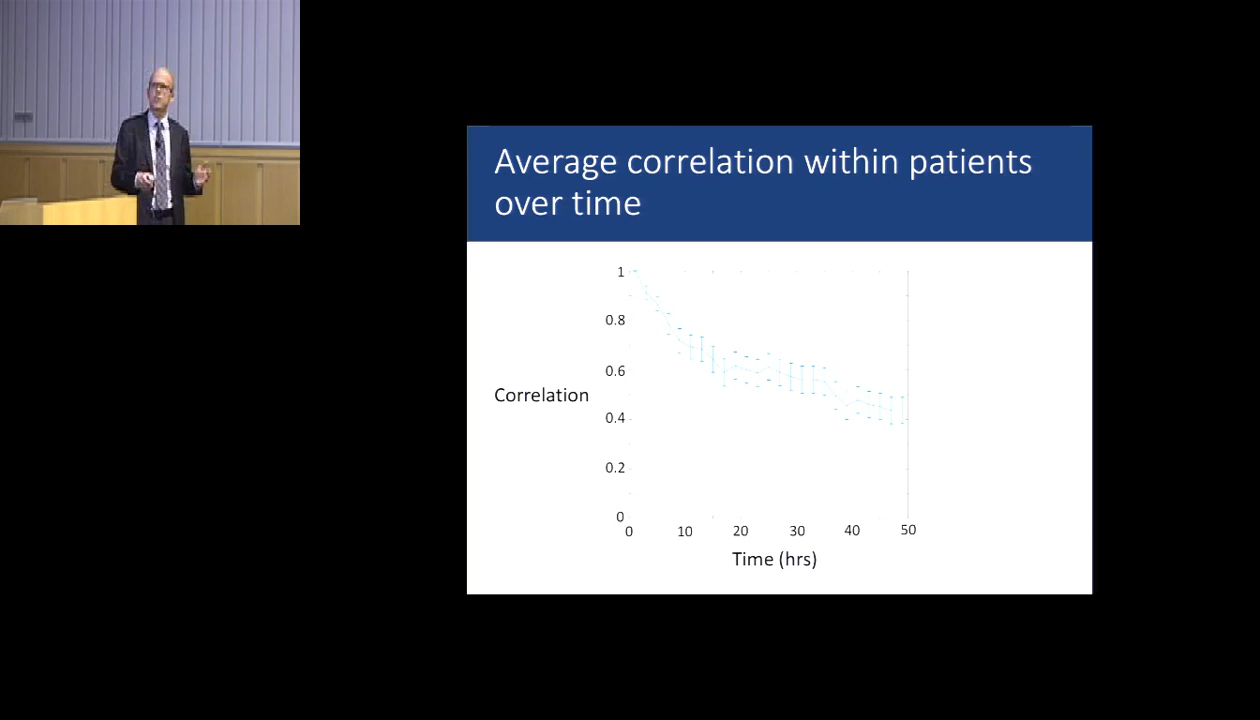 Average correlation within patients
over time
1
0.8
0.6
Correlation
0.4
0.2
0
0 10 20 30 40 50
Time (hrs)